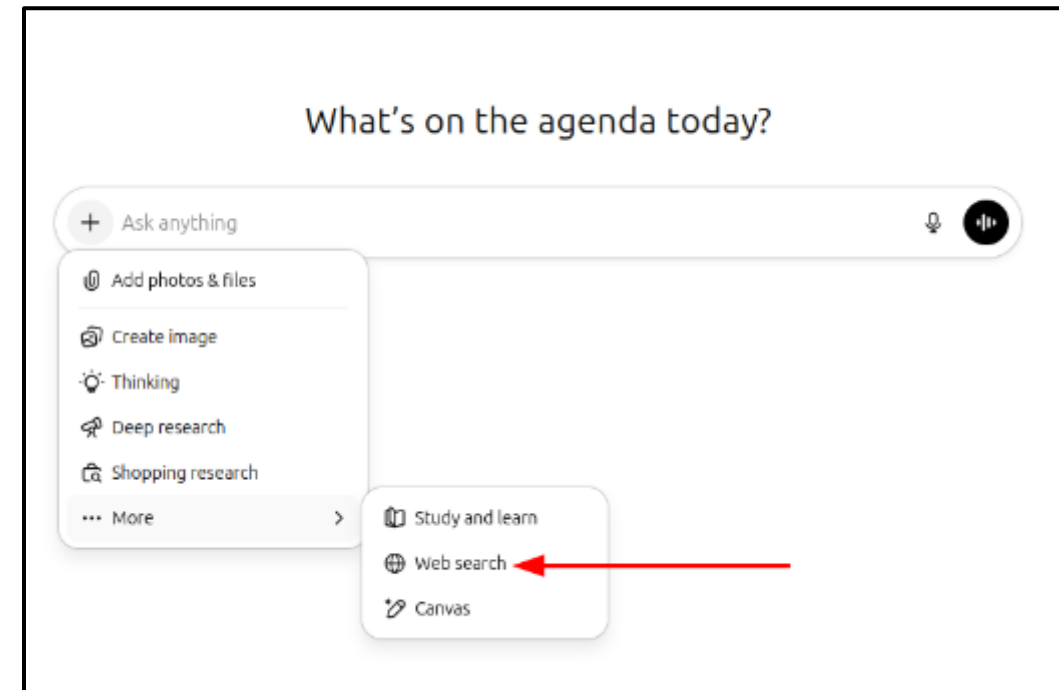 What’s on the agenda today?
Ask anything
Add photos & files
Create image
Thinking
Deep research
Shopping research
More
Study and learn
Web search
Canvas